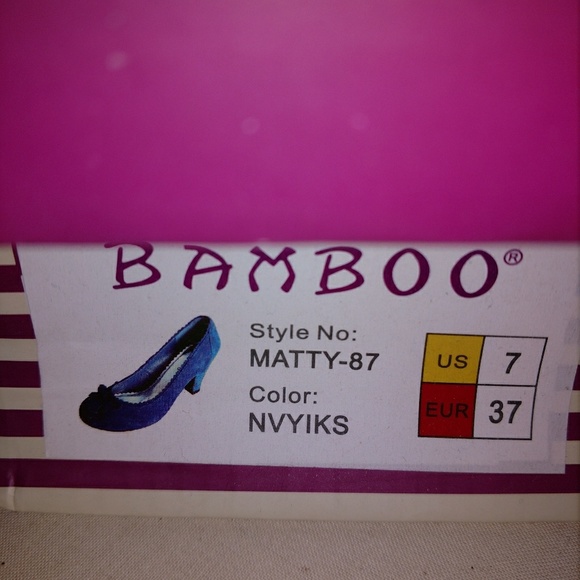 BAMBOO®
Style No:
MATTY-87
Color:
NVYIKS
US 7
EUR 37